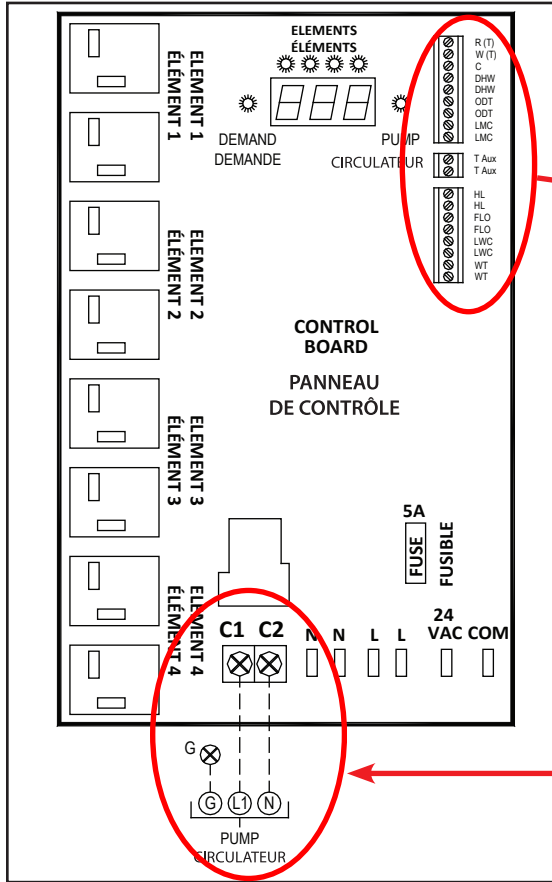 ELEMENTS
ÉLÉMENTS
DEMAND
DEMANDE
PUMP
CIRCULATEUR
R (T)
W (T)
C
DHW
DHW
ODT
ODT
LMC
LMC
T Aux
T Aux
HL
HL
FLO
FLO
LWC
LWC
WT
WT
ELEMENT 1
ÉLÉMENT 1
ELEMENT 2
ÉLÉMENT 2
ELEMENT 3
ÉLÉMENT 3
ELEMENT 4
ÉLÉMENT 4
CONTROL
BOARD
PANNEAU
DE CONTRÔLE
5A
FUSE
FUSIBLE
C1 C2 N N L L 24 VAC COM
G
G L1 N
PUMP
CIRCULATEUR